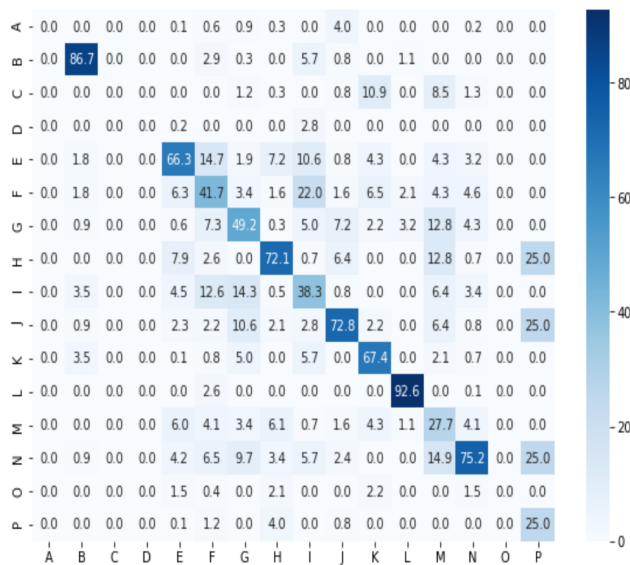 A 0.0 0.0 0.0 0.0 0.1 0.6 0.9 0.3 0.0 4.0 0.0 0.0 0.0 0.2 0.0 0.0
B 0.0 86.7 0.0 0.0 0.0 2.9 0.3 0.0 5.7 0.8 0.0 1.1 0.0 0.0 0.0 0.0
C 0.0 0.0 0.0 0.0 0.0 0.0 1.2 0.3 0.0 0.8 10.9 0.0 8.5 1.3 0.0 0.0
D 0.0 0.0 0.0 0.0 0.2 0.0 0.0 0.0 2.8 0.0 0.0 0.0 0.0 0.0 0.0 0.0
E 0.0 1.8 0.0 0.0 66.3 14.7 1.9 7.2 10.6 0.8 4.3 0.0 4.3 3.2 0.0 0.0
F 0.0 1.8 0.0 0.0 6.3 41.7 3.4 1.6 22.0 1.6 6.5 2.1 4.3 4.6 0.0 0.0
G 0.0 0.9 0.0 0.0 0.6 7.3 49.2 0.3 5.0 7.2 2.2 3.2 12.8 4.3 0.0 0.0
H 0.0 0.0 0.0 0.0 7.9 2.6 0.0 72.1 0.7 6.4 0.0 0.0 12.8 0.7 0.0 25.0
I 0.0 3.5 0.0 0.0 4.5 12.6 14.3 0.5 38.3 0.8 0.0 0.0 6.4 3.4 0.0 0.0
J 0.0 0.9 0.0 0.0 2.3 2.2 10.6 2.1 2.8 72.8 2.2 0.0 6.4 0.8 0.0 25.0
K 0.0 3.5 0.0 0.0 0.1 0.8 5.0 0.0 5.7 0.0 67.4 0.0 2.1 0.7 0.0 0.0
L 0.0 0.0 0.0 0.0 0.0 2.6 0.0 0.0 0.0 0.0 0.0 92.6 0.0 0.1 0.0 0.0
M 0.0 0.0 0.0 0.0 6.0 4.1 3.4 6.1 0.7 1.6 4.3 1.1 27.7 4.1 0.0 0.0
N 0.0 0.9 0.0 0.0 4.2 6.5 9.7 3.4 5.7 2.4 0.0 0.0 14.9 75.2 0.0 25.0
O 0.0 0.0 0.0 0.0 1.5 0.4 0.0 2.1 0.0 0.0 2.2 0.0 0.0 1.5 0.0 0.0
P 0.0 0.0 0.0 0.0 0.1 1.2 0.0 4.0 0.0 0.8 0.0 0.0 0.0 0.0 0.0 25.0
A B C D E F G H I J K L M N O P
80
60
40
20
0